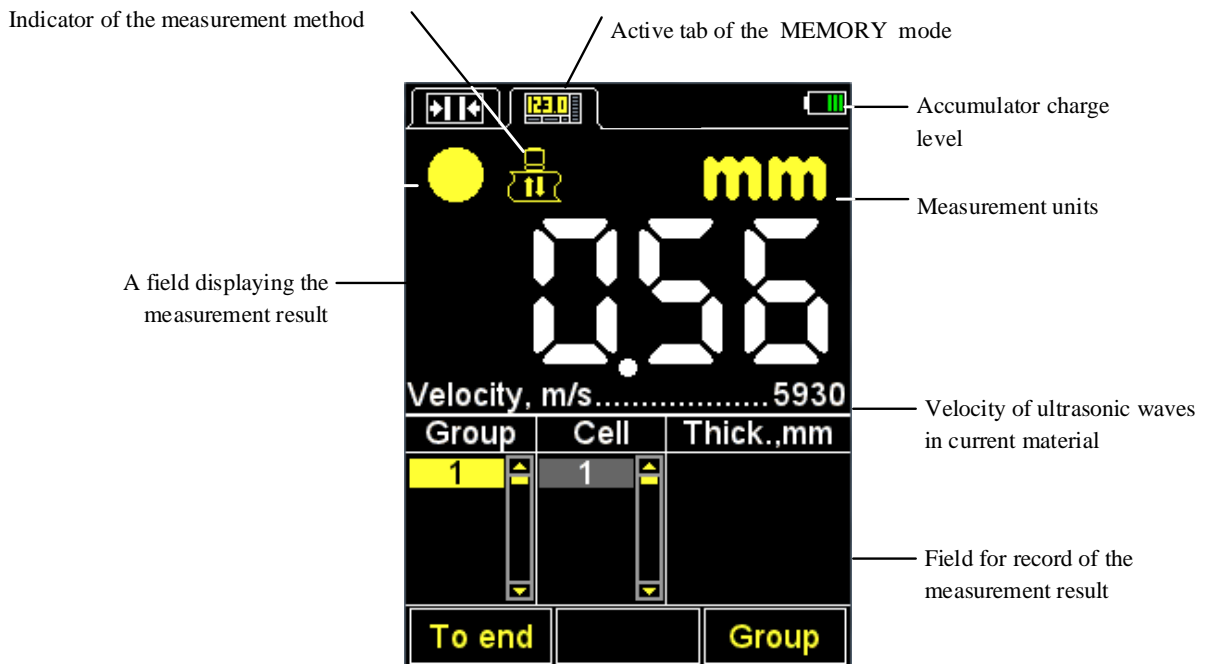 Indicator of the measurement method
Active tab of the MEMORY mode
123.0
Accumulator charge
level
mm
Measurement units
0.56
A field displaying the
measurement result
Velocity, m/s...................5930
Velocity of ultrasonic waves
in current material
Group Cell Thick.,mm
1 1
Field for record of the
measurement result
To end Group